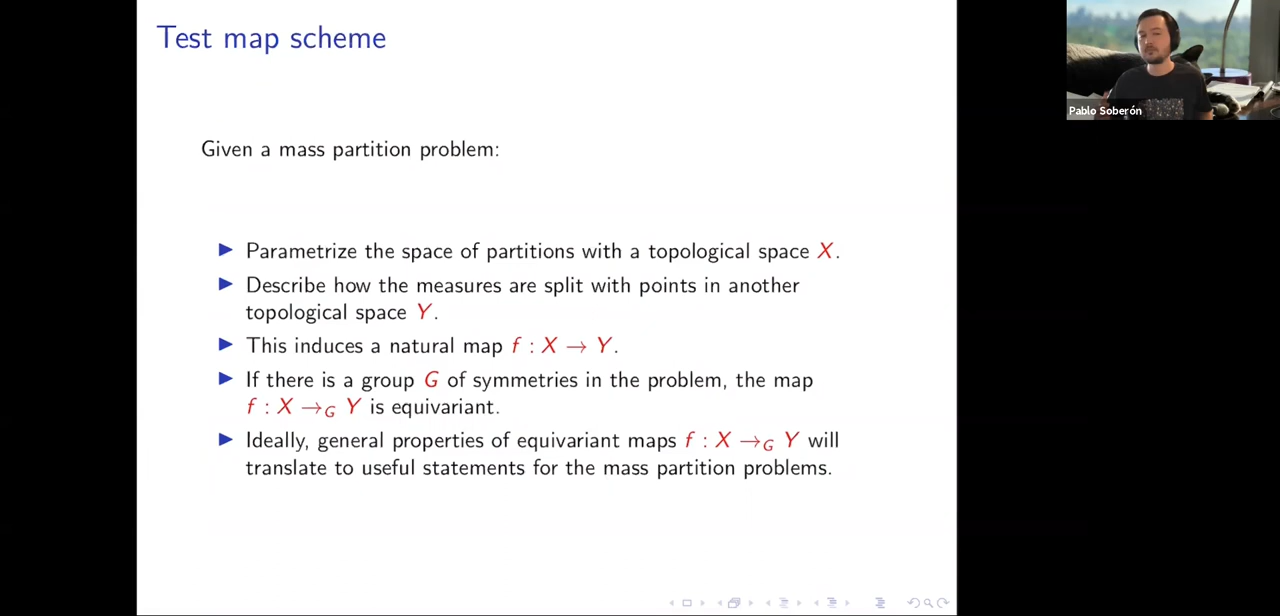 Test map scheme
Pablo Soberón
Given a mass partition problem:
▶ Parametrize the space of partitions with a topological space X.
▶ Describe how the measures are split with points in another
topological space Y.
▶ This induces a natural map f : X → Y.
▶ If there is a group G of symmetries in the problem, the map
f : X →_G Y is equivariant.
▶ Ideally, general properties of equivariant maps f : X →_G Y will
translate to useful statements for the mass partition problems.